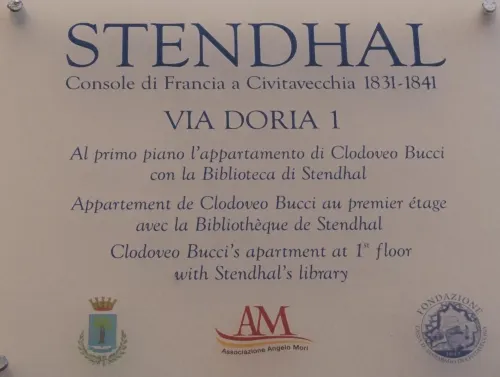 STENDHAL
Console di Francia a Civitavecchia 1831-1841
VIA DORIA 1
Al primo piano l'appartamento di Clodoveo Bucci
con la Biblioteca di Stendhal
Appartement de Clodoveo Bucci au premier étage
avec la Bibliothèque de Stendhal
Clodoveo Bucci's apartment at 1st floor
with Stendhal's library
AM
Associazione Angelo Mori
FONDAZIONE